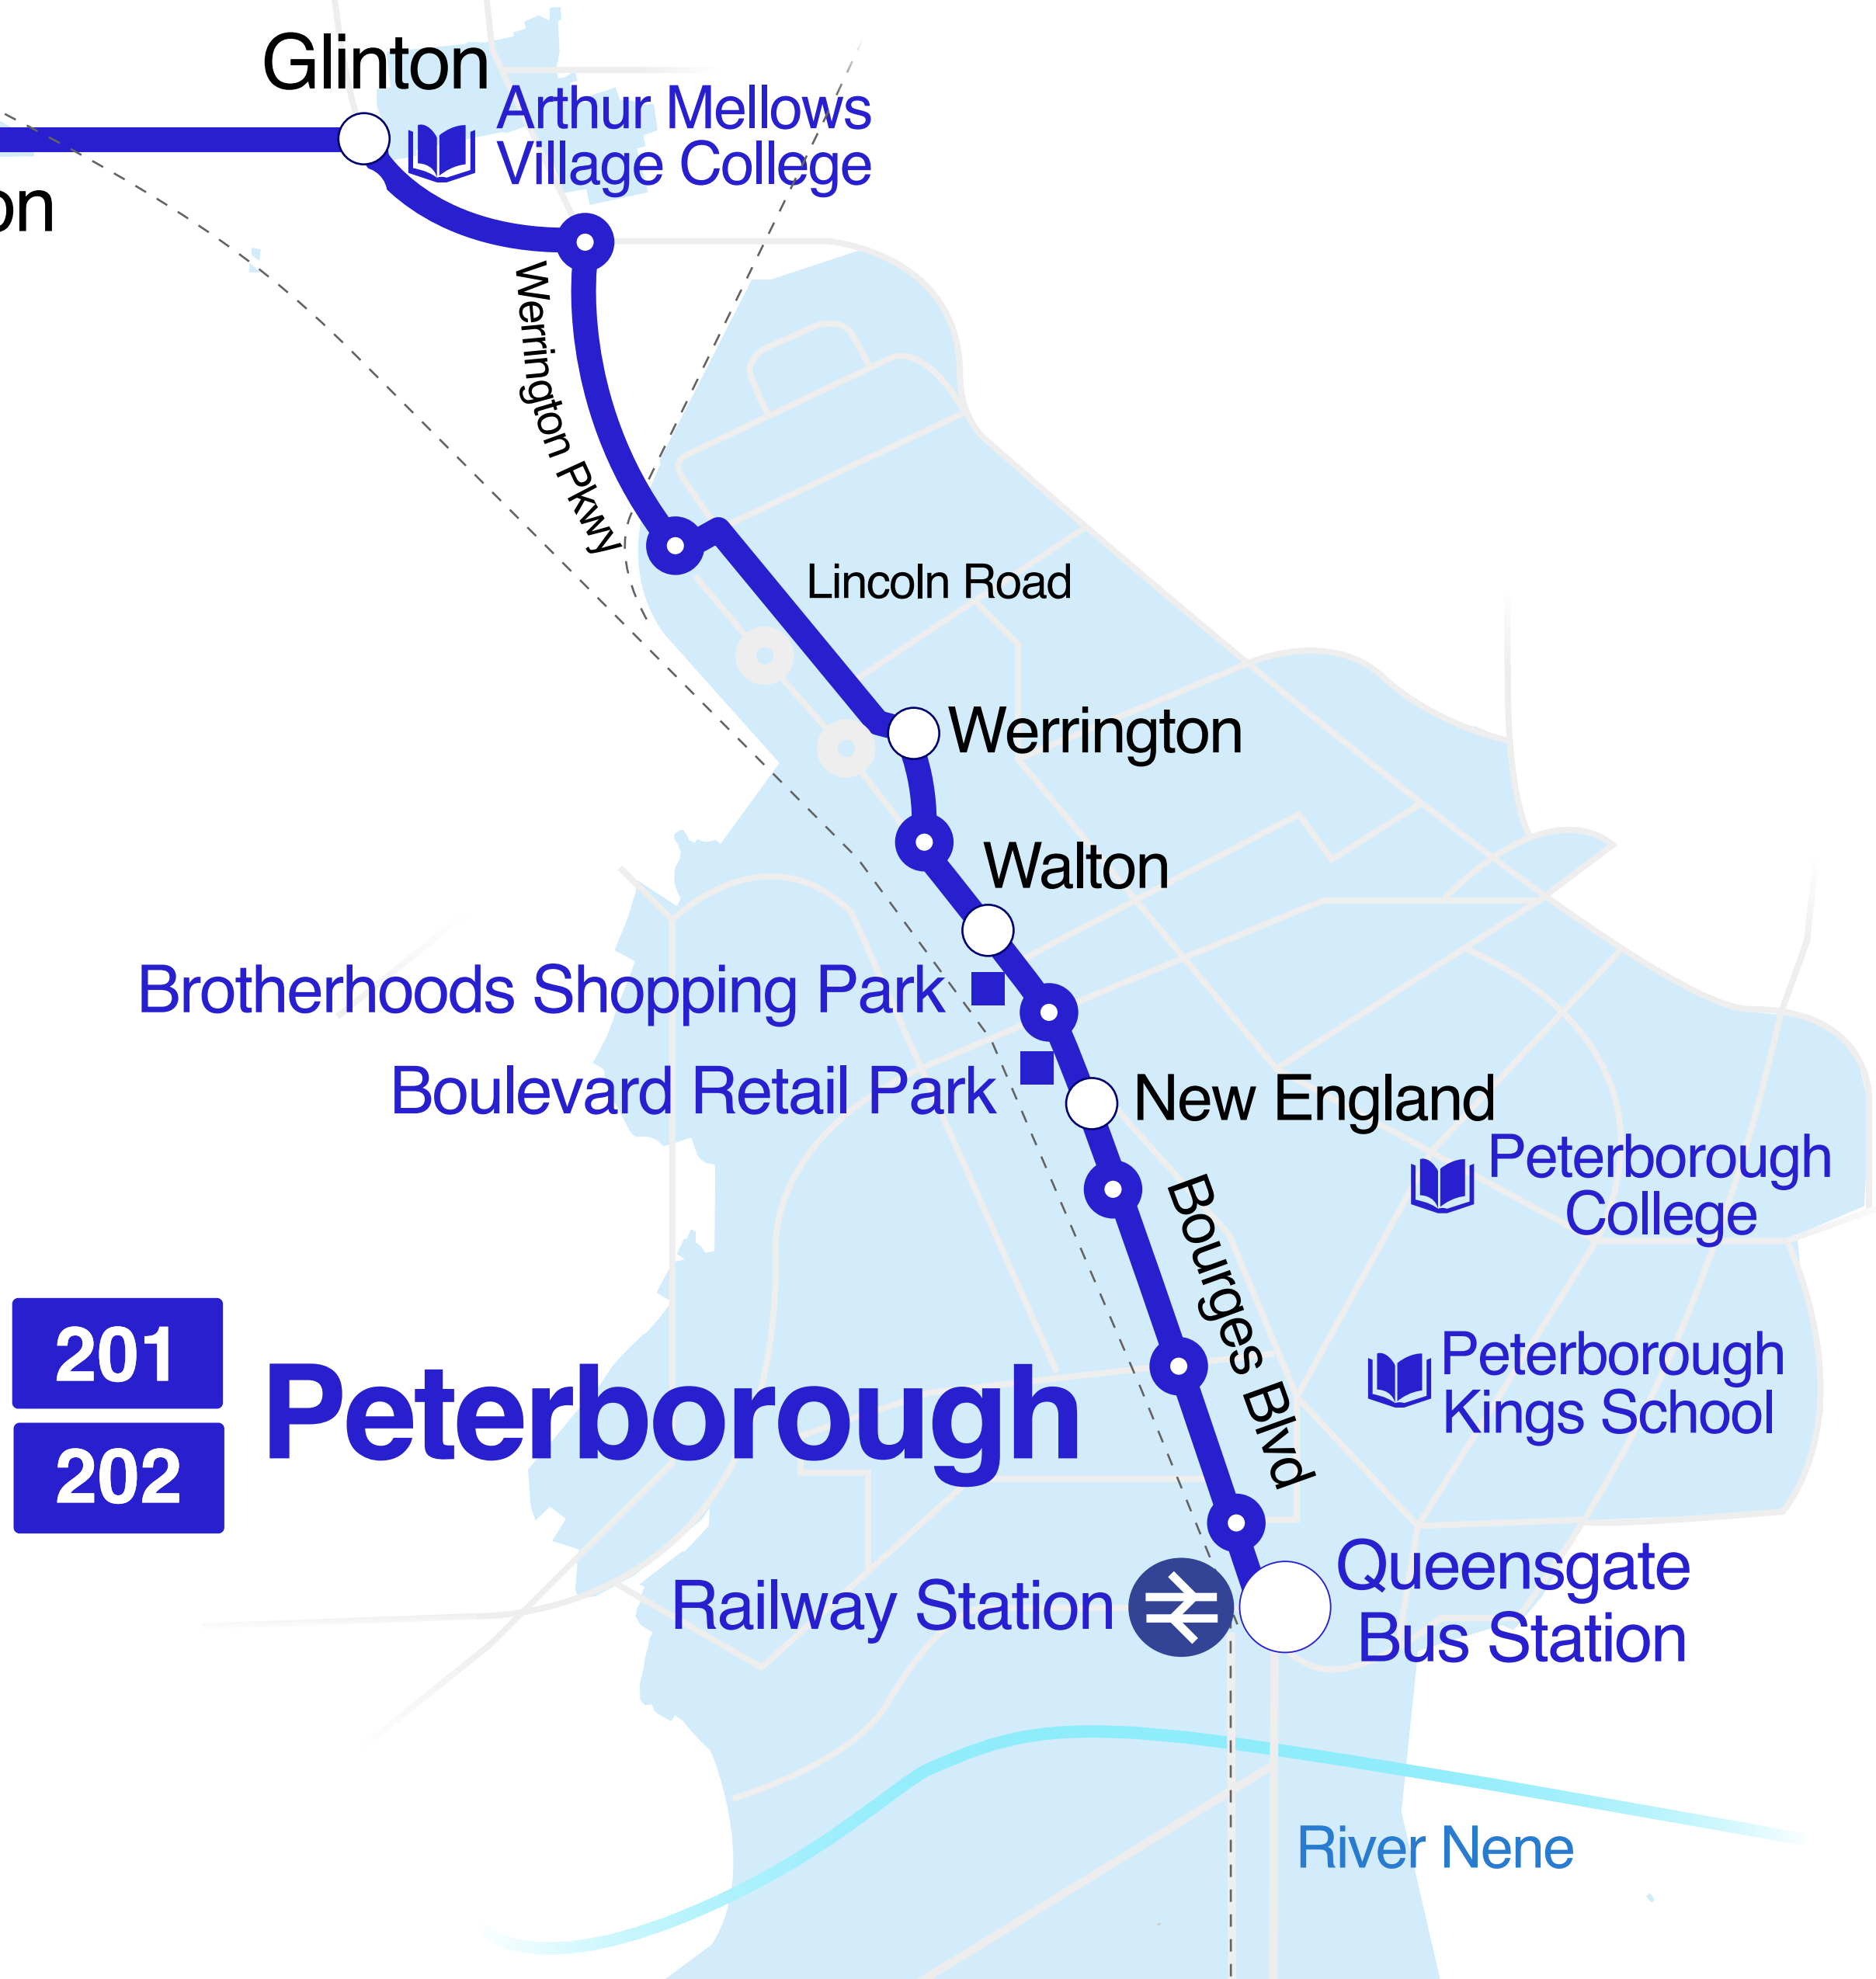 Glinton
Arthur Mellows
Village College
on
Werrington Pkwy
Lincoln Road
Werrington
Walton
Brotherhoods Shopping Park
Boulevard Retail Park
New England
Peterborough
College
Bourges Blvd
201
202
Peterborough
Peterborough
Kings School
Queensgate
Bus Station
Railway Station
River Nene